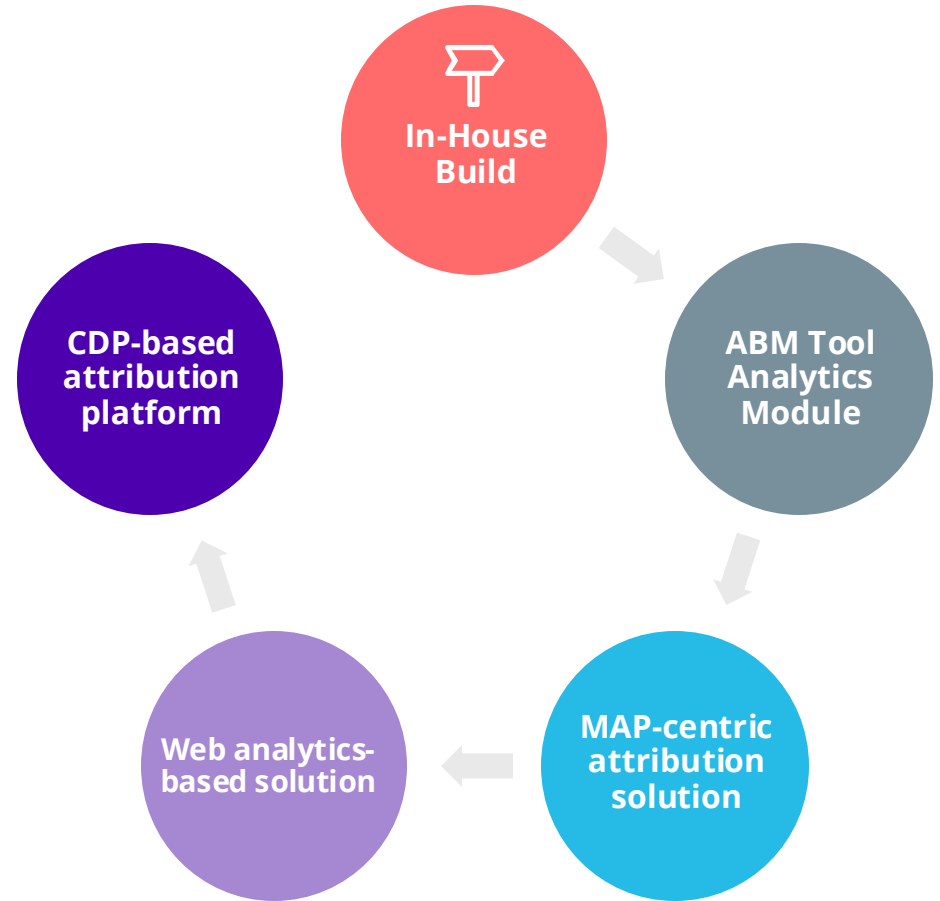 In-House
Build
ABM Tool
Analytics
Module
MAP-centric
attribution
solution
Web analytics-
based solution
CDP-based
attribution
platform